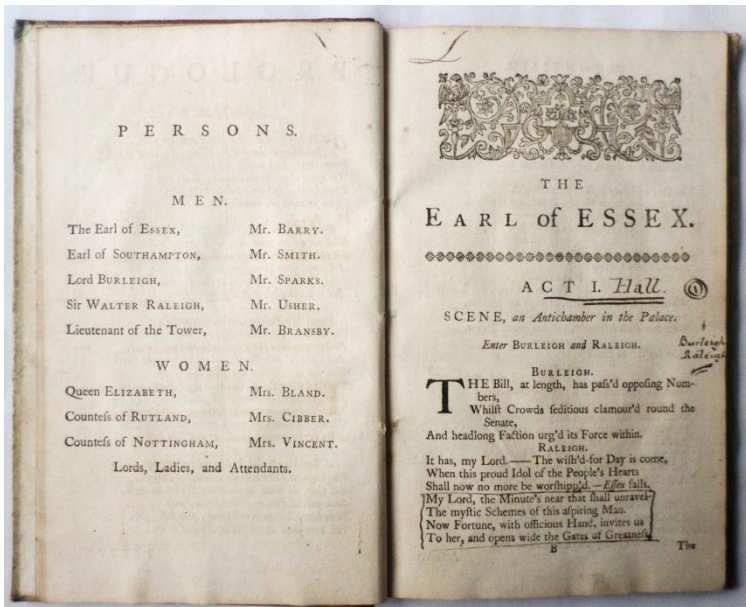 PERSONS.
MEN.
The Earl of ESSEX, Mr. BARRY.
Earl of SOUTHAMPTON, Mr. SMITH.
Lord BURLEIGH, Mr. SPARKS.
Sir WALTER RALEIGH, Mr. USHER.
Lieutenant of the Tower, Mr. BRANSBY.
WOMEN.
Queen ELIZABETH, Mrs. BLAND.
Counteſs of RUTLAND, Mrs. CIBBER.
Counteſs of NOTTINGHAM, Mrs. VINCENT.
Lords, Ladies, and Attendants.
THE
EARL of ESSEX.
ACT I. Hall.
SCENE, an Antichamber in the Palace.
Enter BURLEIGH and RALEIGH.
Burleigh
Raleigh
BURLEIGH.
THE Bill, at length, has paſs'd oppoſing Num-
bers,
Whilſt Crowds ſeditious clamour'd round the
Senate,
And headlong Faction urg'd its Force within.
RALEIGH.
It has, my Lord.—The wiſh'd-for Day is come,
When this proud Idol of the People's Hearts
Shall now no more be worſhipp'd.—Eſſex falls.
My Lord, the Minute's near that ſhall unravel
The myſtic Schemes of this aſpiring Man.
Now Fortune, with officious Hand, invites us
To her, and opens wide the Gates of Greatneſs,
B The